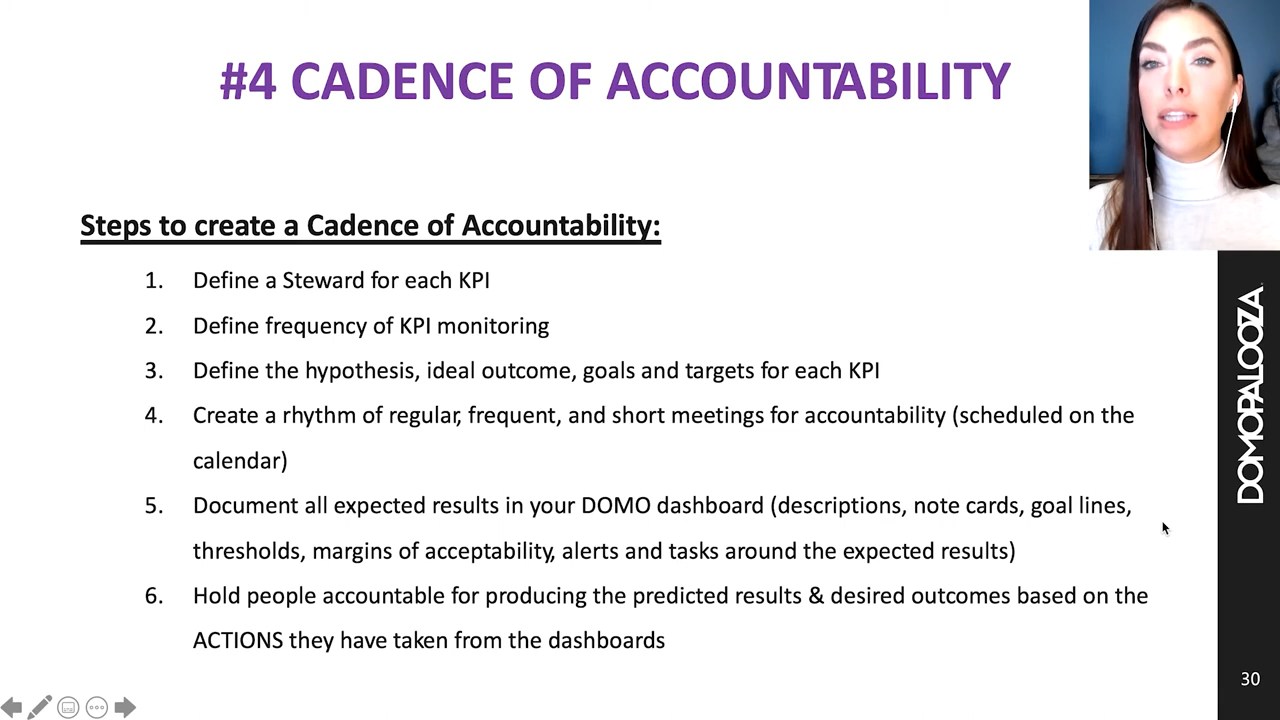 #4 CADENCE OF ACCOUNTABILITY
Steps to create a Cadence of Accountability:
1. Define a Steward for each KPI
2. Define frequency of KPI monitoring
3. Define the hypothesis, ideal outcome, goals and targets for each KPI
4. Create a rhythm of regular, frequent, and short meetings for accountability (scheduled on the
calendar)
5. Document all expected results in your DOMO dashboard (descriptions, note cards, goal lines,
thresholds, margins of acceptability, alerts and tasks around the expected results)
6. Hold people accountable for producing the predicted results & desired outcomes based on the
ACTIONS they have taken from the dashboards
DOMOPALOOZA
30